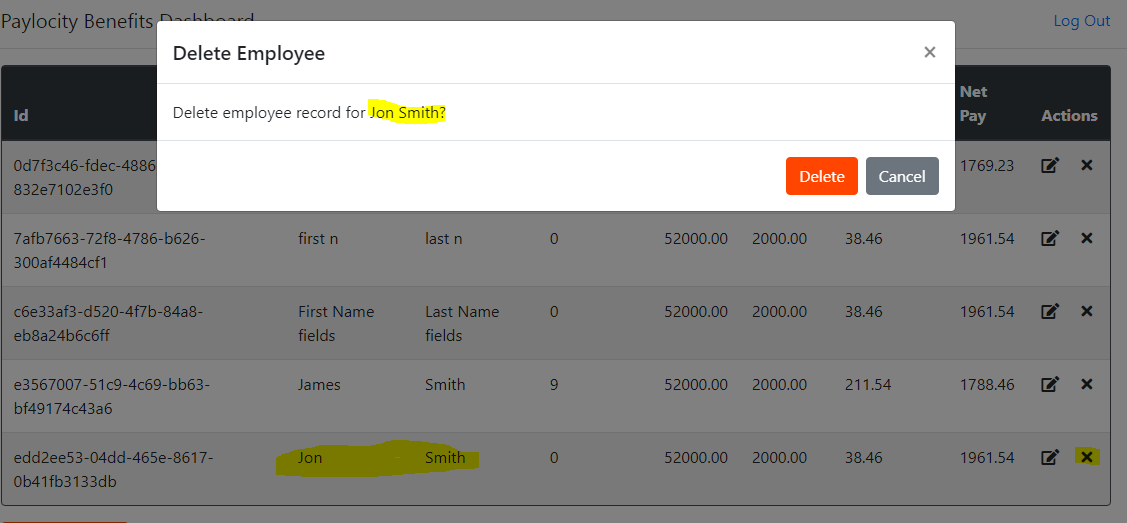 Paylocity Benefits Dashboard
Log Out
Delete Employee
×
Delete employee record for Jon Smith?
Delete
Cancel
Id
Net
Pay
Actions
0d7f3c46-fdec-4886
832e7102e3f0
1769.23
7afb7663-72f8-4786-b626-
300af4484cf1
first n
last n
0
52000.00
2000.00
38.46
1961.54
c6e33af3-d520-4f7b-84a8-
eb8a24b6c6ff
First Name
fields
Last Name
fields
0
52000.00
2000.00
38.46
1961.54
e3567007-51c9-4c69-bb63-
bf49174c43a6
James
Smith
9
52000.00
2000.00
211.54
1788.46
edd2ee53-04dd-465e-8617-
0b41fb3133db
Jon
Smith
0
52000.00
2000.00
38.46
1961.54